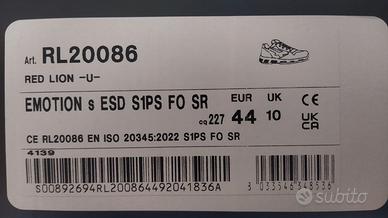 Art. RL20086
RED LION -U-
EMOTION s ESD S1PS FO SR
cq 227
EUR 44
UK 10
CE
UK CA
CE RL20086 EN ISO 20345:2022 S1PS FO SR
4139
S00892694RL200864492041836A
3 033546 348536
subito